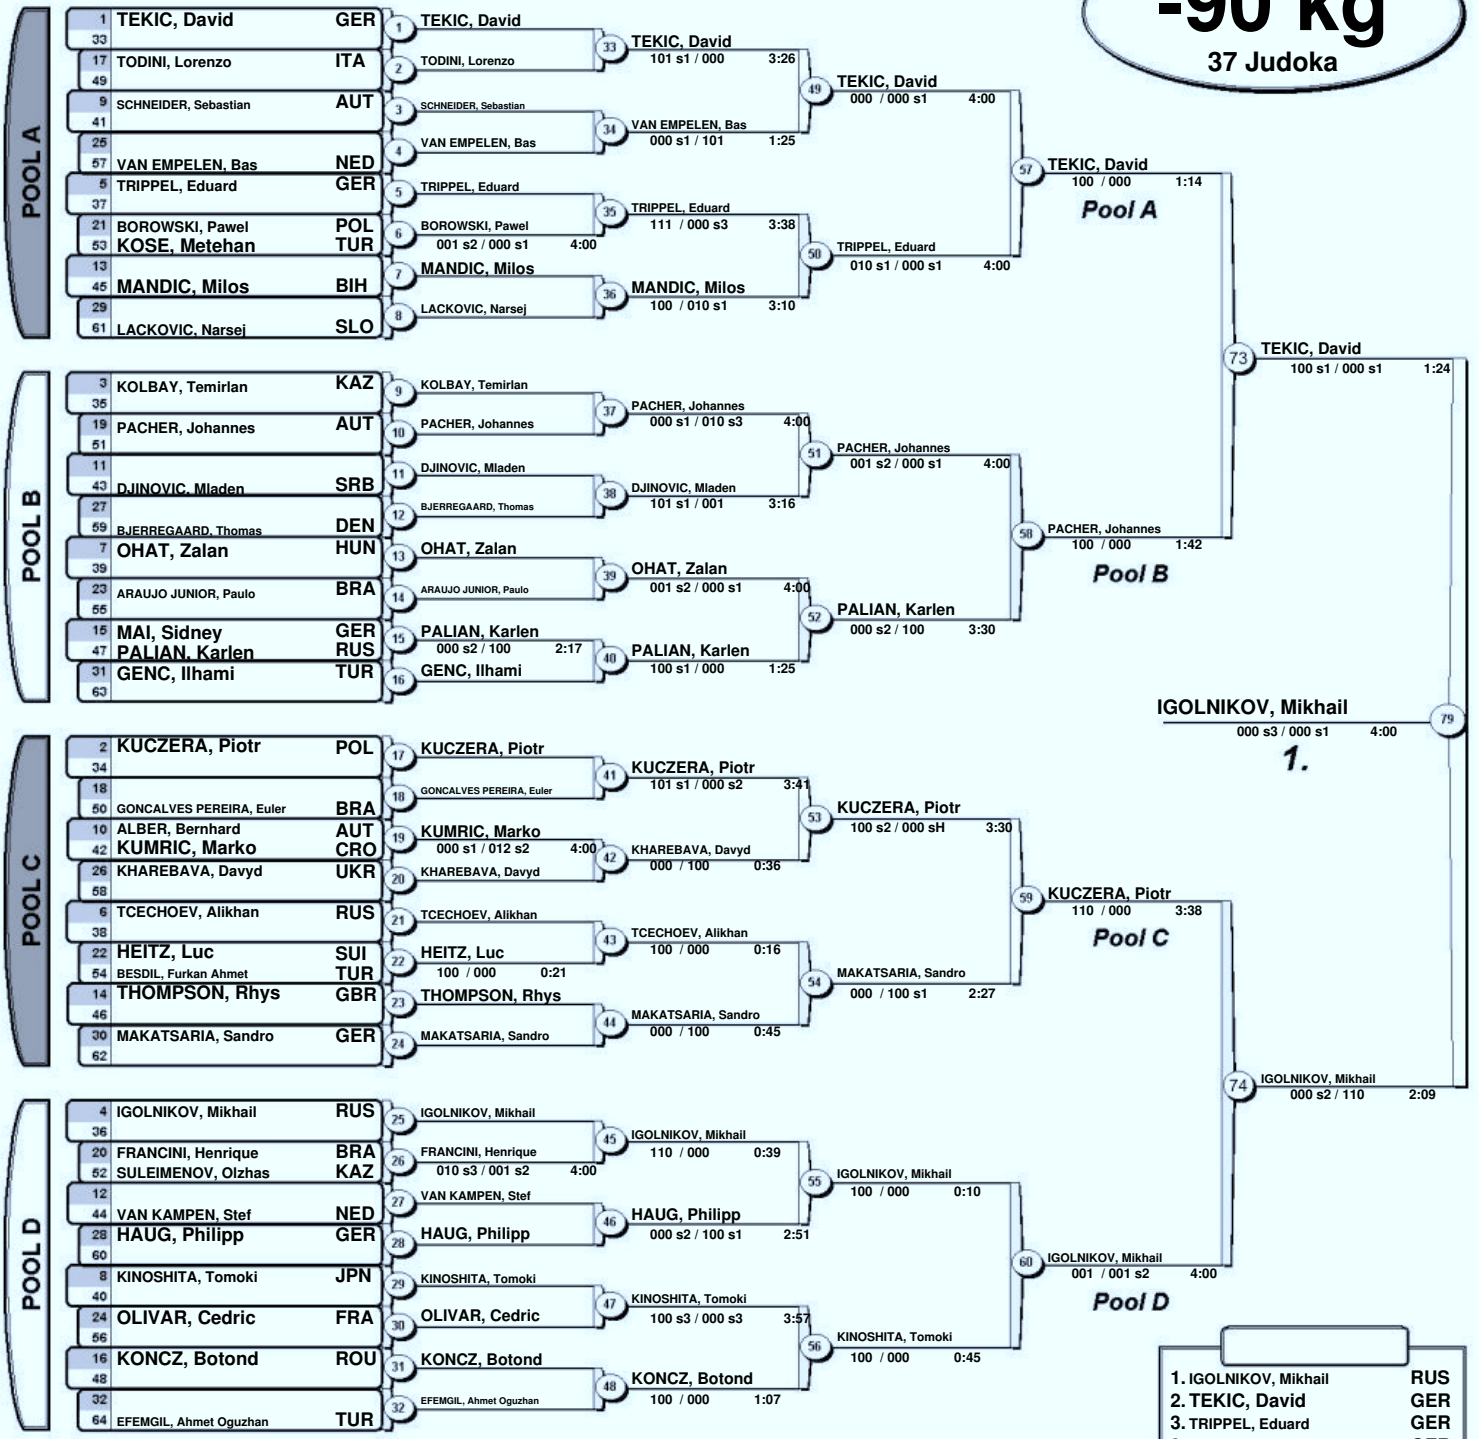 -90 kg
37 Judoka
POOL A
1 TEKIC, David GER
33
17 TODINI, Lorenzo ITA
49
9 SCHNEIDER, Sebastian AUT
41
25
57 VAN EMPELEN, Bas NED
5 TRIPPEL, Eduard GER
37
21 BOROWSKI, Pawel POL
53 KOSE, Metehan TUR
13
45 MANDIC, Milos BIH
29
61 LACKOVIC, Narsej SLO
1 TEKIC, David
2 TODINI, Lorenzo
3 SCHNEIDER, Sebastian
4 VAN EMPELEN, Bas
5 TRIPPEL, Eduard
6 BOROWSKI, Pawel
001 s2 / 000 s1 4:00
7 MANDIC, Milos
8 LACKOVIC, Narsej
33 TEKIC, David
101 s1 / 000 3:26
34 VAN EMPELEN, Bas
000 s1 / 101 1:25
35 TRIPPEL, Eduard
111 / 000 s3 3:38
36 MANDIC, Milos
100 / 010 s1 3:10
49 TEKIC, David
000 / 000 s1 4:00
50 TRIPPEL, Eduard
010 s1 / 000 s1 4:00
57 TEKIC, David
100 / 000 1:14
Pool A
POOL B
3 KOLBAY, Temirlan KAZ
35
19 PACHER, Johannes AUT
51
11
43 DJINOVIC, Mladen SRB
27
59 BJERREGAARD, Thomas DEN
7 OHAT, Zalan HUN
39
23 ARAUJO JUNIOR, Paulo BRA
55
15 MAI, Sidney GER
47 PALIAN, Karlen RUS
31 GENC, Ilhami TUR
63
9 KOLBAY, Temirlan
10 PACHER, Johannes
11 DJINOVIC, Mladen
12 BJERREGAARD, Thomas
13 OHAT, Zalan
14 ARAUJO JUNIOR, Paulo
15 PALIAN, Karlen
000 s2 / 100 2:17
16 GENC, Ilhami
37 PACHER, Johannes
000 s1 / 010 s3 4:00
38 DJINOVIC, Mladen
101 s1 / 001 3:16
39 OHAT, Zalan
001 s2 / 000 s1 4:00
40 PALIAN, Karlen
100 s1 / 000 1:25
51 PACHER, Johannes
001 s2 / 000 s1 4:00
52 PALIAN, Karlen
000 s2 / 100 3:30
58 PACHER, Johannes
100 / 000 1:42
Pool B
73 TEKIC, David
100 s1 / 000 s1 1:24
IGOLNIKOV, Mikhail 79
000 s3 / 000 s1 4:00
1.
POOL C
2 KUCZERA, Piotr POL
34
18
50 GONCALVES PEREIRA, Euler BRA
10 ALBER, Bernhard AUT
42 KUMRIC, Marko CRO
26 KHAREBAVA, Davyd UKR
58
6 TCECHOEV, Alikhan RUS
38
22 HEITZ, Luc SUI
54 BESDIL, Furkan Ahmet TUR
14 THOMPSON, Rhys GBR
46
30 MAKATSARIA, Sandro GER
62
17 KUCZERA, Piotr
18 GONCALVES PEREIRA, Euler
19 KUMRIC, Marko
000 s1 / 012 s2 4:00
20 KHAREBAVA, Davyd
21 TCECHOEV, Alikhan
22 HEITZ, Luc
100 / 000 0:21
23 THOMPSON, Rhys
24 MAKATSARIA, Sandro
41 KUCZERA, Piotr
101 s1 / 000 s2 3:41
42 KHAREBAVA, Davyd
000 / 100 0:36
43 TCECHOEV, Alikhan
100 / 000 0:16
44 MAKATSARIA, Sandro
000 / 100 0:45
53 KUCZERA, Piotr
100 s2 / 000 sH 3:30
54 MAKATSARIA, Sandro
000 / 100 s1 2:27
59 KUCZERA, Piotr
110 / 000 3:38
Pool C
POOL D
4 IGOLNIKOV, Mikhail RUS
36
20 FRANCINI, Henrique BRA
52 SULEIMENOV, Olzhas KAZ
12
44 VAN KAMPEN, Stef NED
28 HAUG, Philipp GER
60
8 KINOSHITA, Tomoki JPN
40
24 OLIVAR, Cedric FRA
56
16 KONCZ, Botond ROU
48
32
64 EFEMGIL, Ahmet Oguzhan TUR
25 IGOLNIKOV, Mikhail
26 FRANCINI, Henrique
010 s3 / 001 s2 4:00
27 VAN KAMPEN, Stef
28 HAUG, Philipp
29 KINOSHITA, Tomoki
30 OLIVAR, Cedric
31 KONCZ, Botond
32 EFEMGIL, Ahmet Oguzhan
45 IGOLNIKOV, Mikhail
110 / 000 0:39
46 HAUG, Philipp
000 s2 / 100 s1 2:51
47 KINOSHITA, Tomoki
100 s3 / 000 s3 3:57
48 KONCZ, Botond
100 / 000 1:07
55 IGOLNIKOV, Mikhail
100 / 000 0:10
56 KINOSHITA, Tomoki
100 / 000 0:45
60 IGOLNIKOV, Mikhail
001 / 001 s2 4:00
Pool D
74 IGOLNIKOV, Mikhail
000 s2 / 110 2:09
1. IGOLNIKOV, Mikhail RUS
2. TEKIC, David GER
3. TRIPPEL, Eduard GER